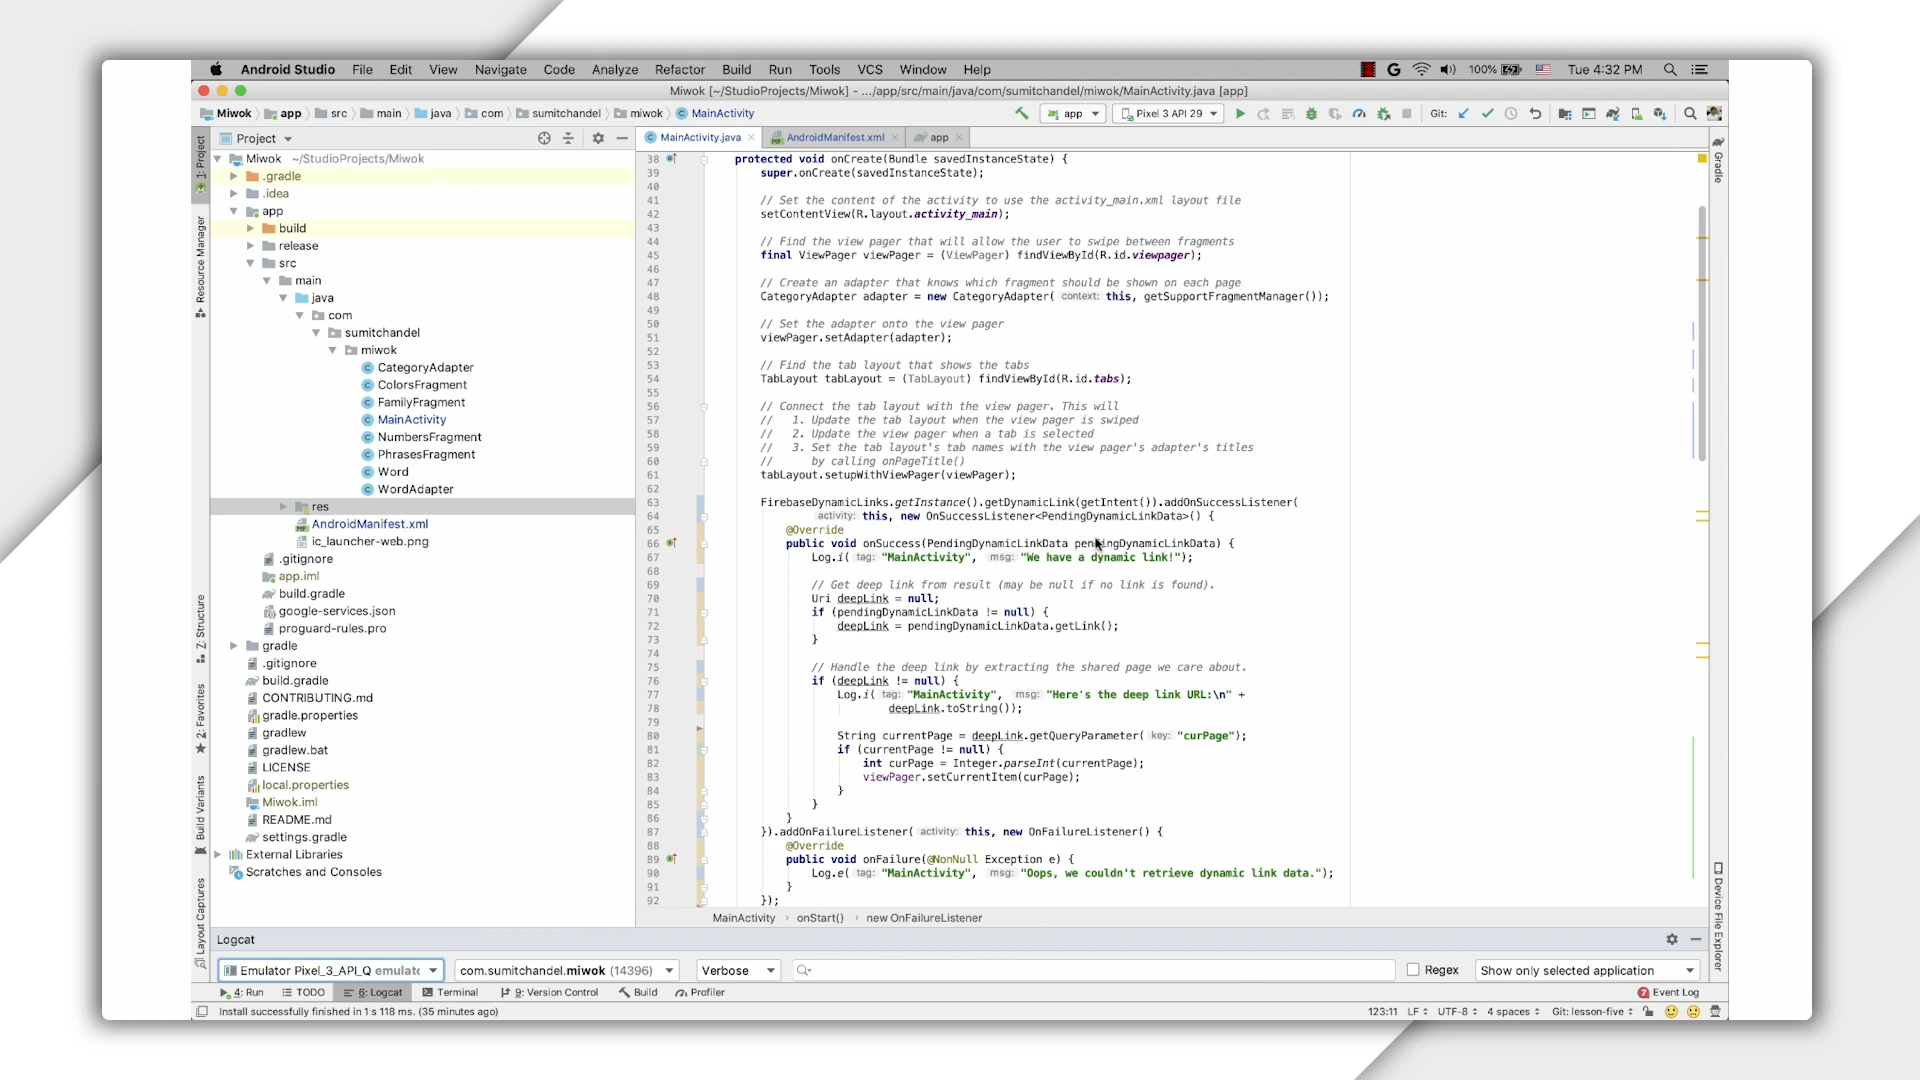 Android Studio File Edit View Navigate Code Analyze Refactor Build Run Tools VCS Window Help 100% Tue 4:32 PM
Miwok [~/StudioProjects/Miwok] - .../app/src/main/java/com/sumitchandel/miwok/MainActivity.java [app]
Miwok app src main java com sumitchandel miwok MainActivity app Pixel 3 API 29 Git:
Project MainActivity.java AndroidManifest.xml app
1: Project
Resource Manager
Z: Structure
2: Favorites
Build Variants
Layout Captures
Miwok ~/StudioProjects/Miwok
.gradle
.idea
app
build
release
src
main
java
com
sumitchandel
miwok
CategoryAdapter
ColorsFragment
FamilyFragment
MainActivity
NumbersFragment
PhrasesFragment
Word
WordAdapter
res
AndroidManifest.xml
ic_launcher-web.png
.gitignore
app.iml
build.gradle
google-services.json
proguard-rules.pro
gradle
.gitignore
build.gradle
CONTRIBUTING.md
gradle.properties
gradlew
gradlew.bat
LICENSE
local.properties
Miwok.iml
README.md
settings.gradle
External Libraries
Scratches and Consoles
38 protected void onCreate(Bundle savedInstanceState) {
39 super.onCreate(savedInstanceState);
40
41 // Set the content of the activity to use the activity_main.xml layout file
42 setContentView(R.layout.activity_main);
43
44 // Find the view pager that will allow the user to swipe between fragments
45 final ViewPager viewPager = (ViewPager) findViewById(R.id.viewpager);
46
47 // Create an adapter that knows which fragment should be shown on each page
48 CategoryAdapter adapter = new CategoryAdapter( context: this, getSupportFragmentManager());
49
50 // Set the adapter onto the view pager
51 viewPager.setAdapter(adapter);
52
53 // Find the tab layout that shows the tabs
54 TabLayout tabLayout = (TabLayout) findViewById(R.id.tabs);
55
56 // Connect the tab layout with the view pager. This will
57 // 1. Update the tab layout when the view pager is swiped
58 // 2. Update the view pager when a tab is selected
59 // 3. Set the tab layout's tab names with the view pager's adapter's titles
60 // by calling onPageTitle()
61 tabLayout.setupWithViewPager(viewPager);
62
63 FirebaseDynamicLinks.getInstance().getDynamicLink(getIntent()).addOnSuccessListener(
64 activity: this, new OnSuccessListener<PendingDynamicLinkData>() {
65 @Override
66 public void onSuccess(PendingDynamicLinkData pendingDynamicLinkData) {
67 Log.i( tag: "MainActivity", msg: "We have a dynamic link!");
68
69 // Get deep link from result (may be null if no link is found).
70 Uri deepLink = null;
71 if (pendingDynamicLinkData != null) {
72 deepLink = pendingDynamicLinkData.getLink();
73 }
74
75 // Handle the deep link by extracting the shared page we care about.
76 if (deepLink != null) {
77 Log.i( tag: "MainActivity", msg: "Here's the deep link URL:\n" +
78 deepLink.toString());
79
80 String currentPage = deepLink.getQueryParameter( key: "curPage");
81 if (currentPage != null) {
82 int curPage = Integer.parseInt(currentPage);
83 viewPager.setCurrentItem(curPage);
84 }
85 }
86 }
87 }).addOnFailureListener( activity: this, new OnFailureListener() {
88 @Override
89 public void onFailure(@NonNull Exception e) {
90 Log.e( tag: "MainActivity", msg: "Oops, we couldn't retrieve dynamic link data.");
91 }
92 });
Gradle
Device File Explorer
MainActivity › onStart() › new OnFailureListener
Logcat
Emulator Pixel_3_API_Q emulatc com.sumitchandel.miwok (14396) Verbose Regex Show only selected application
4: Run TODO 6: Logcat Terminal 9: Version Control Build Profiler 7 Event Log
Install successfully finished in 1 s 118 ms. (35 minutes ago) 123:11 LF UTF-8 4 spaces Git: lesson-five